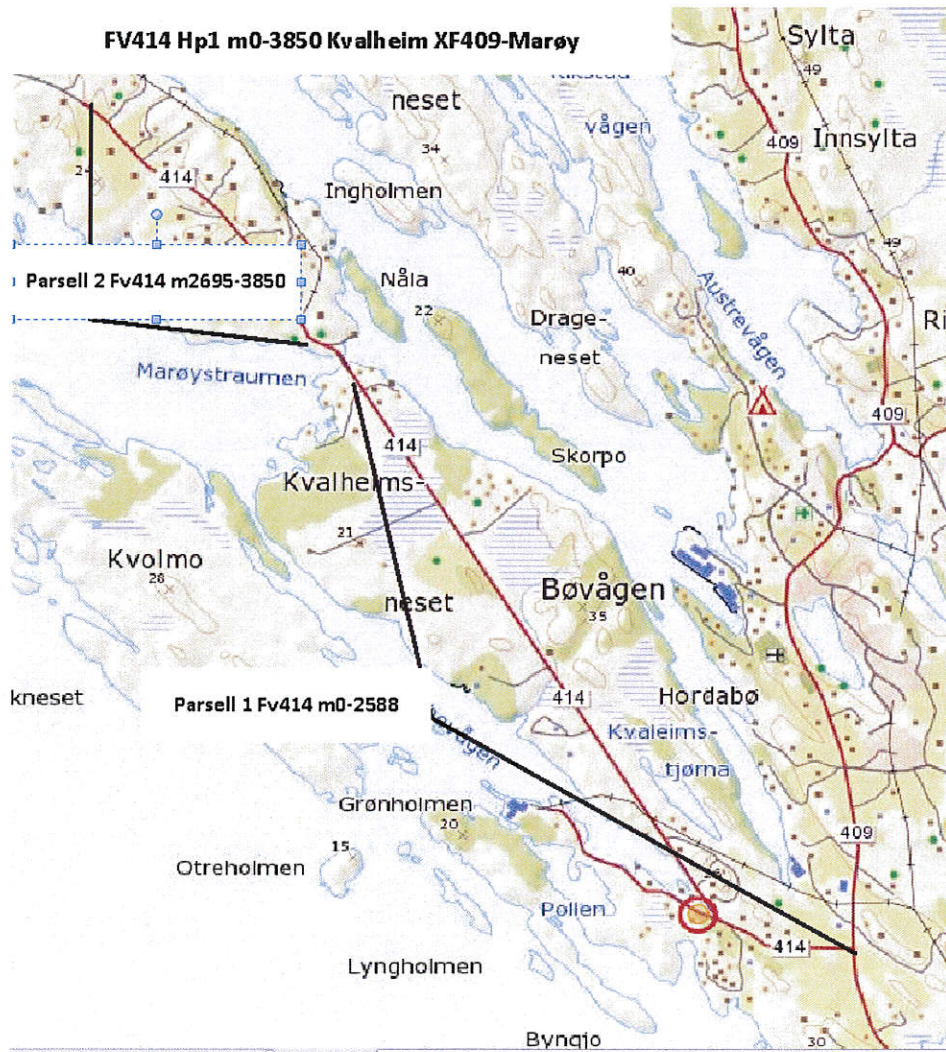 FV414 Hp1 m0-3850 Kvalheim XF409-Marøy
Sylta
49
neset
vågen
409
Innsylta
34
414
Ingholmen
49
Parsell 2 Fv414 m2695-3850
Nåla
40
Austrevågen
22
Drage-
neset
Ri
Marøystraumen
409
414
Skorpo
Kvalheims-
21
Kvolmo
28
neset
Bøvågen
35
kneset
Parsell 1 Fv414 m0-2588
414
Hordabø
Kvaleims-
tjørna
Grønholmen
20
409
15
Otreholmen
Pollen
414
Lyngholmen
30